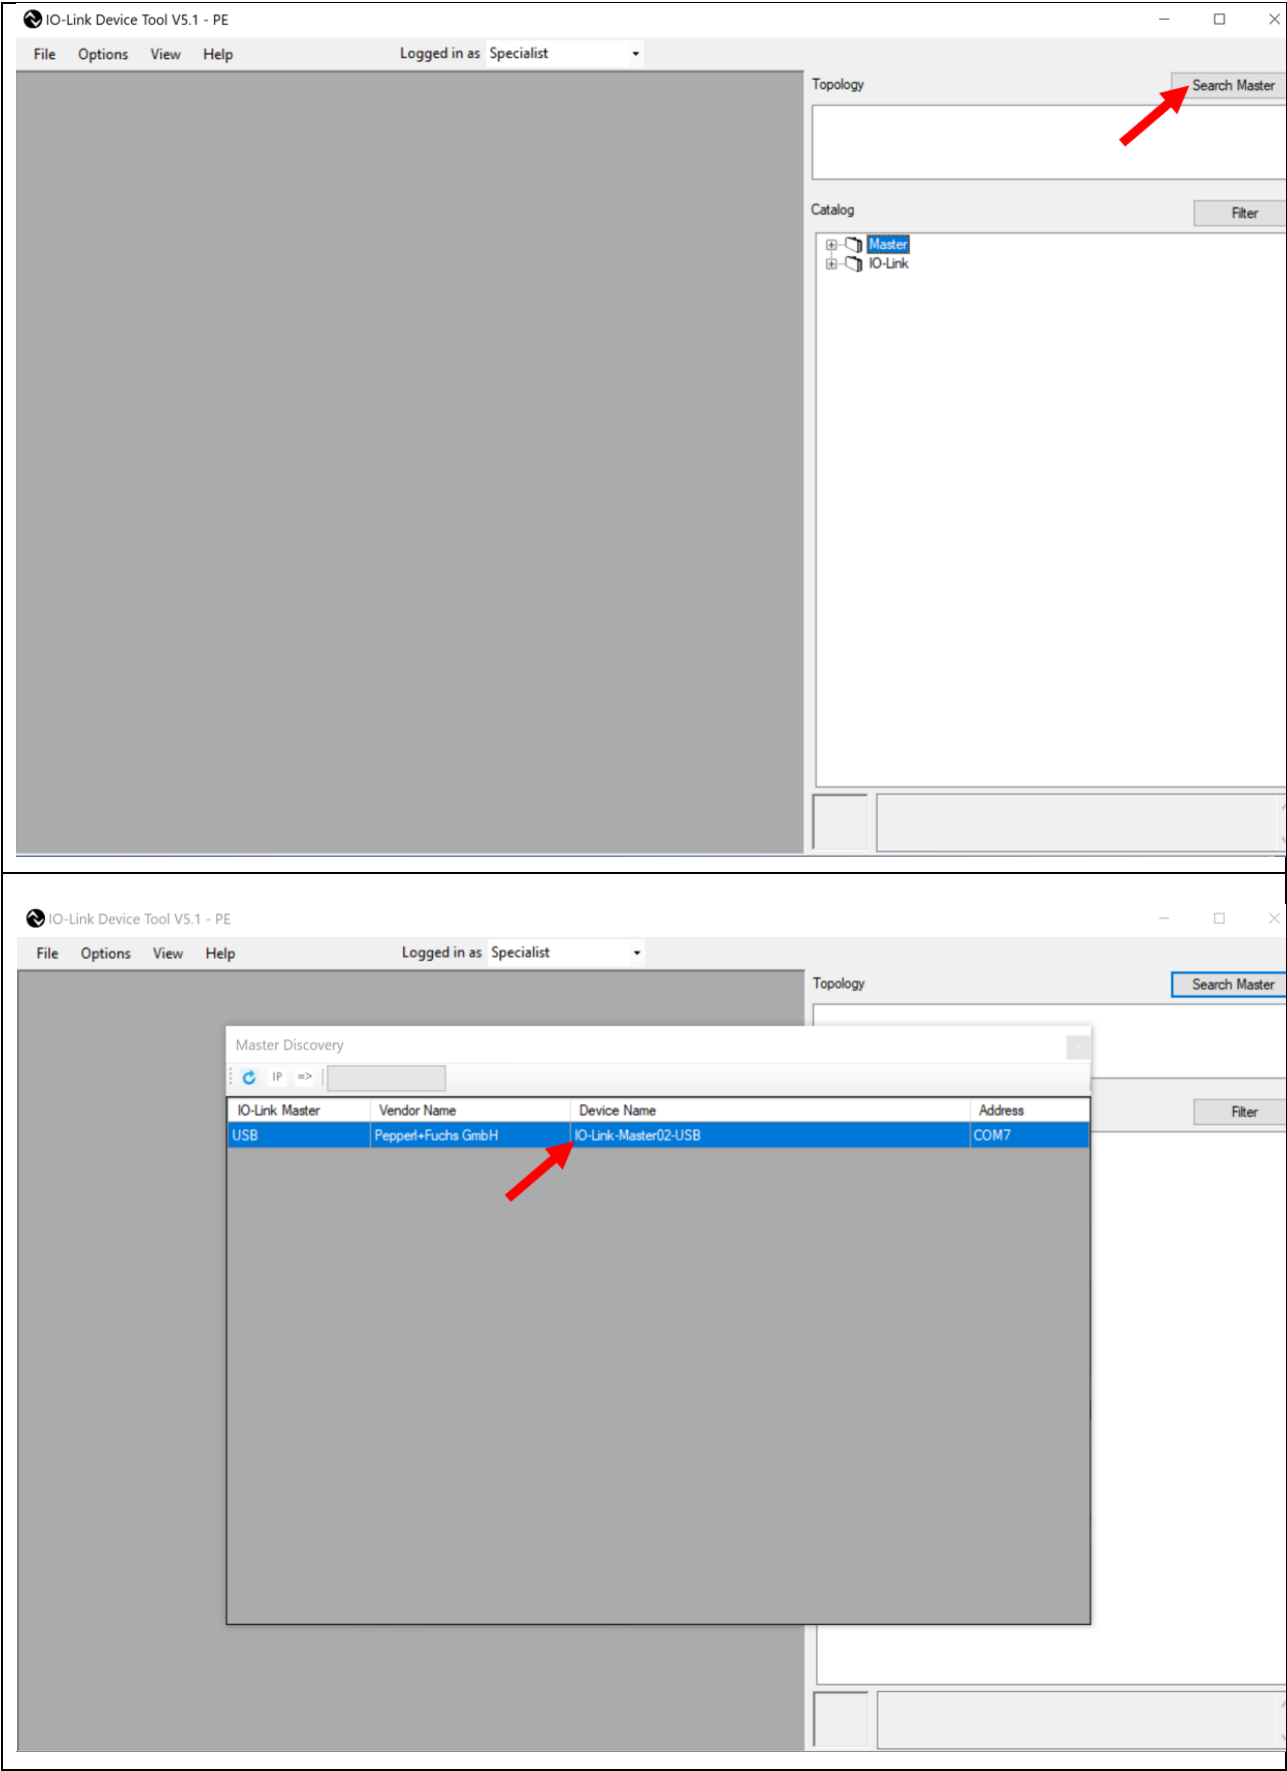 IO-Link Device Tool V5.1 - PE
File Options View Help Logged in as Specialist
Topology Search Master
Catalog Filter
Master
IO-Link
IO-Link Device Tool V5.1 - PE
File Options View Help Logged in as Specialist
Topology Search Master
Master Discovery
IP =>
IO-Link Master Vendor Name Device Name Address
Filter
USB Pepperl+Fuchs GmbH IO-Link-Master02-USB COM7